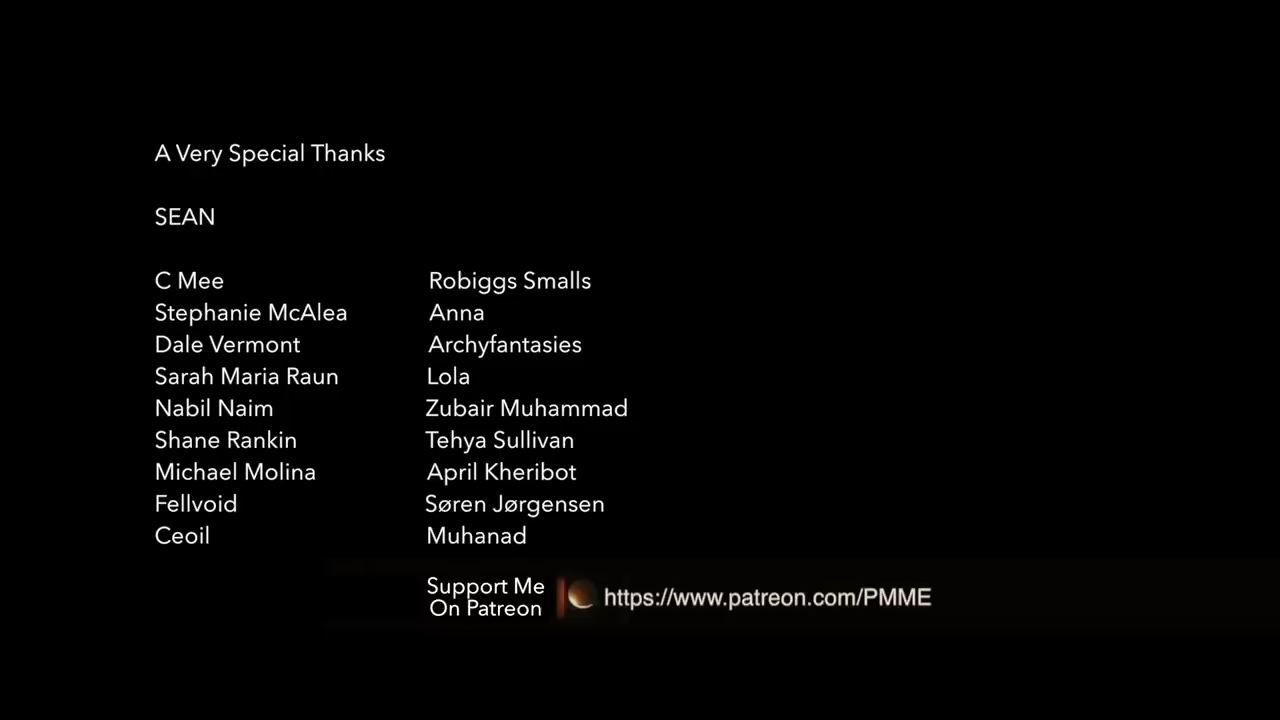 A Very Special Thanks
SEAN
C Mee
Stephanie McAlea
Dale Vermont
Sarah Maria Raun
Nabil Naim
Shane Rankin
Michael Molina
Fellvoid
Ceoil
Robiggs Smalls
Anna
Archyfantasies
Lola
Zubair Muhammad
Tehya Sullivan
April Kheribot
Søren Jørgensen
Muhanad
Support Me
On Patreon
https://www.patreon.com/PMME